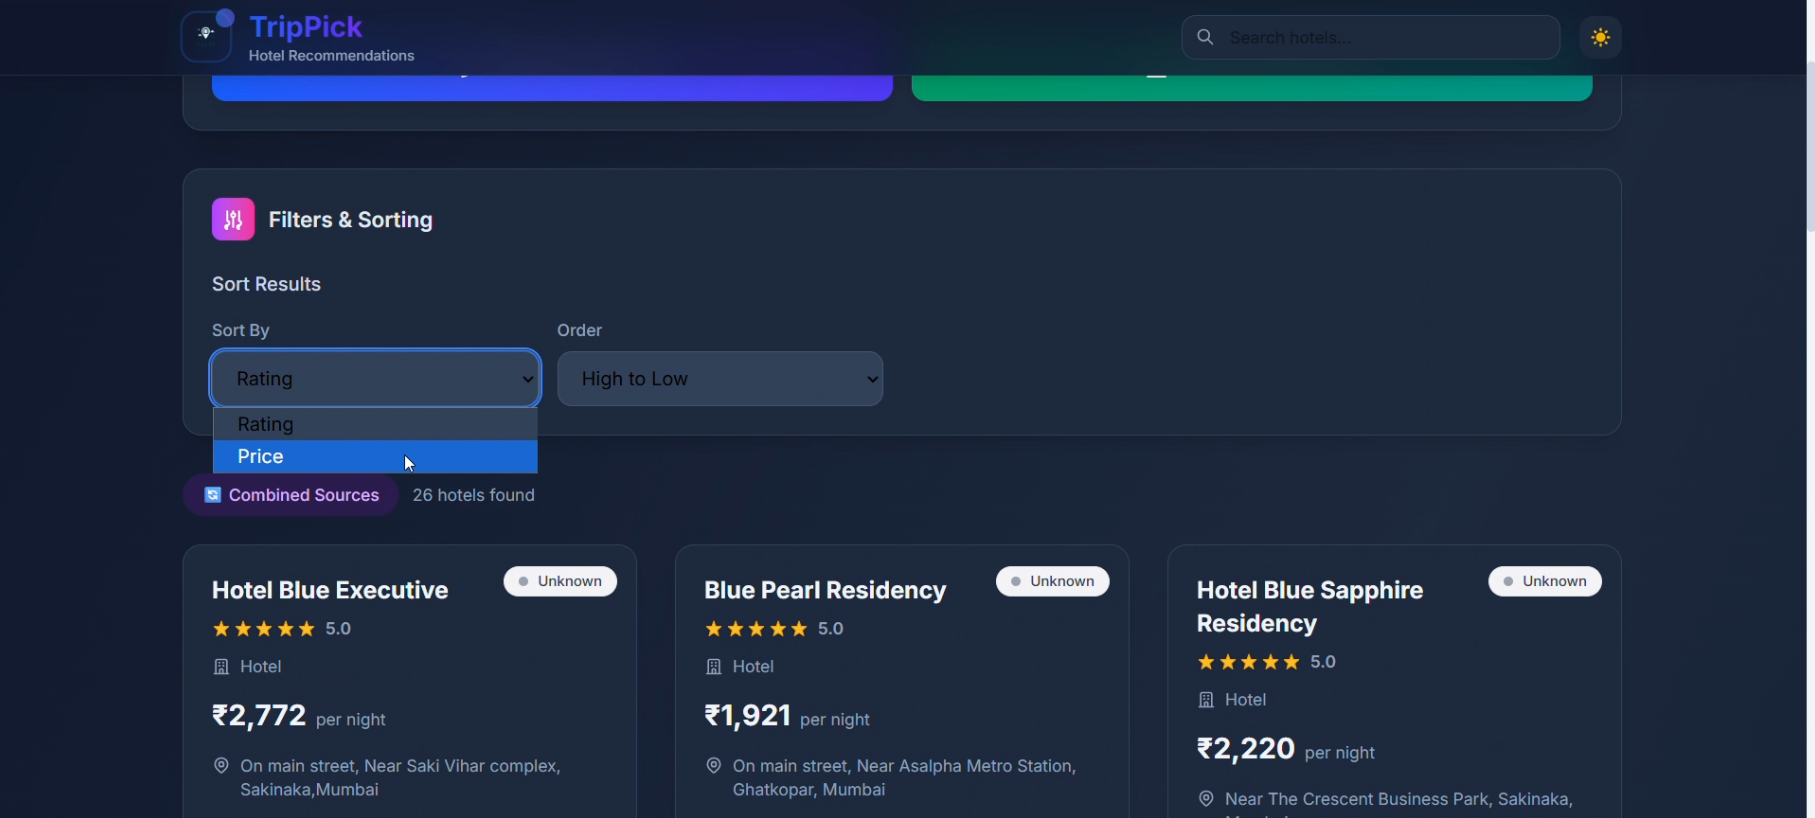 TripPick
Hotel Recommendations
Search hotels...
Filters & Sorting
Sort Results
Sort By
Order
Rating
High to Low
Rating
Price
Combined Sources
26 hotels found
Hotel Blue Executive
Unknown
5.0
Hotel
₹2,772 per night
On main street, Near Saki Vihar complex,
Sakinaka,Mumbai
Blue Pearl Residency
Unknown
5.0
Hotel
₹1,921 per night
On main street, Near Asalpha Metro Station,
Ghatkopar, Mumbai
Hotel Blue Sapphire
Residency
Unknown
5.0
Hotel
₹2,220 per night
Near The Crescent Business Park, Sakinaka,